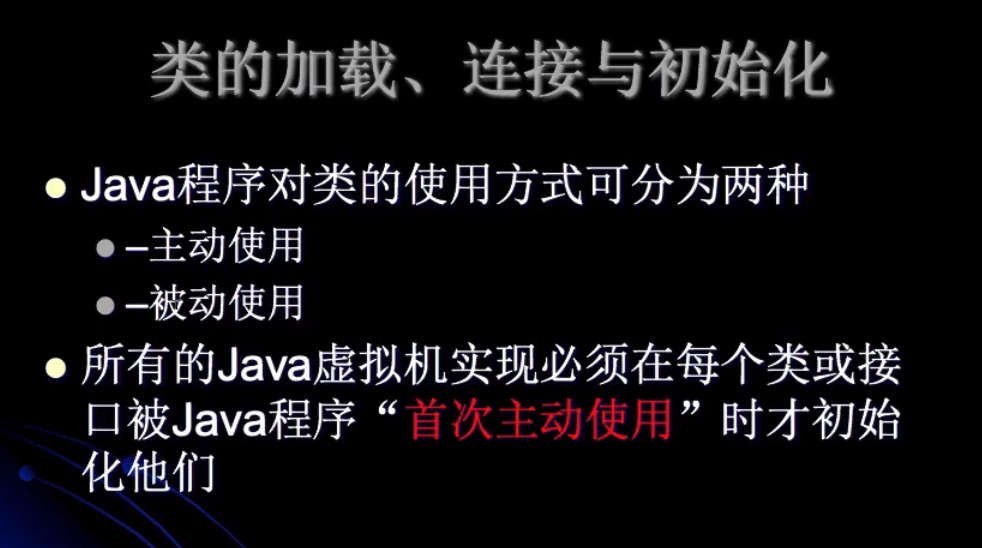 类的加载、连接与初始化
Java程序对类的使用方式可分为两种
–主动使用
–被动使用
所有的Java虚拟机实现必须在每个类或接
口被Java程序“首次主动使用”时才初始
化他们